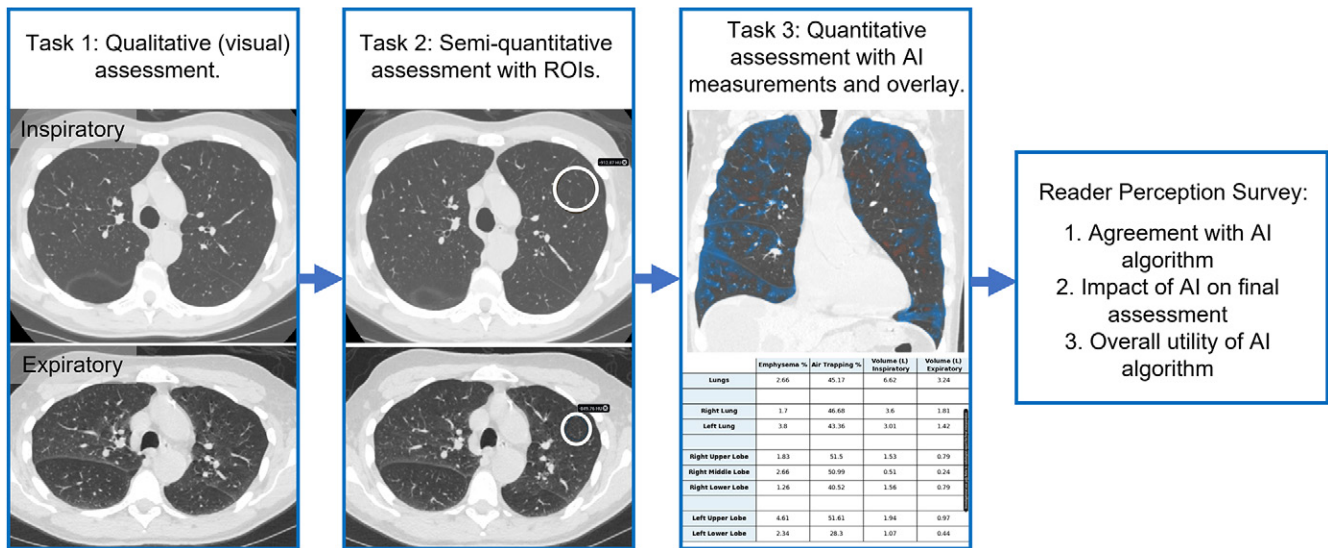 Task 1: Qualitative (visual)
assessment.
Inspiratory
Expiratory
Task 2: Semi-quantitative
assessment with ROIs.
Task 3: Quantitative
assessment with AI
measurements and overlay.
Emphysema % Air Trapping % Volume (L) Inspiratory Volume (L) Expiratory
Lungs 2.66 45.17 6.62 3.24
Right Lung 1.7 46.68 3.6 1.81
Left Lung 3.8 43.36 3.01 1.42
Right Upper Lobe 1.83 51.5 1.53 0.79
Right Middle Lobe 2.66 50.99 0.51 0.24
Right Lower Lobe 1.26 40.52 1.56 0.79
Left Upper Lobe 4.61 51.61 1.94 0.97
Left Lower Lobe 2.34 28.3 1.07 0.44
Reader Perception Survey:
1. Agreement with AI
algorithm
2. Impact of AI on final
assessment
3. Overall utility of AI
algorithm